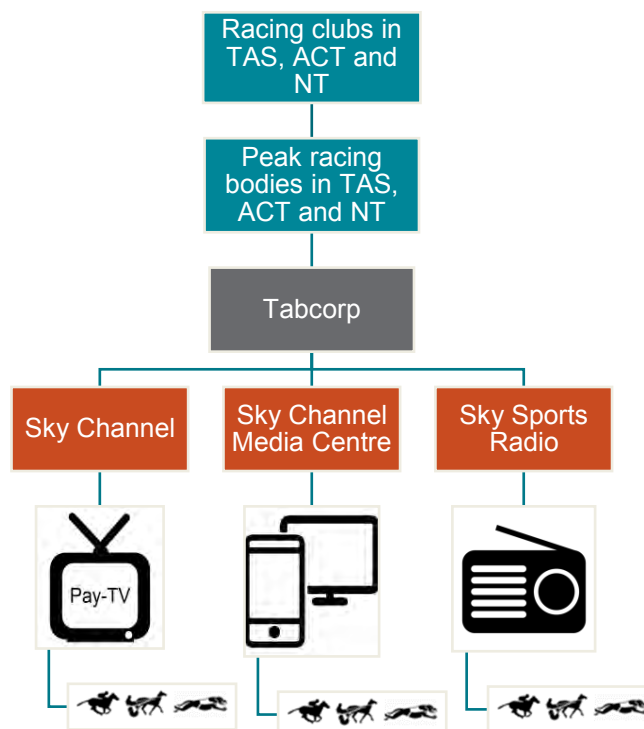 Racing clubs in
TAS, ACT and
NT
Peak racing
bodies in TAS,
ACT and NT
Tabcorp
Sky Channel
Sky Channel
Media Centre
Sky Sports
Radio
Pay-TV